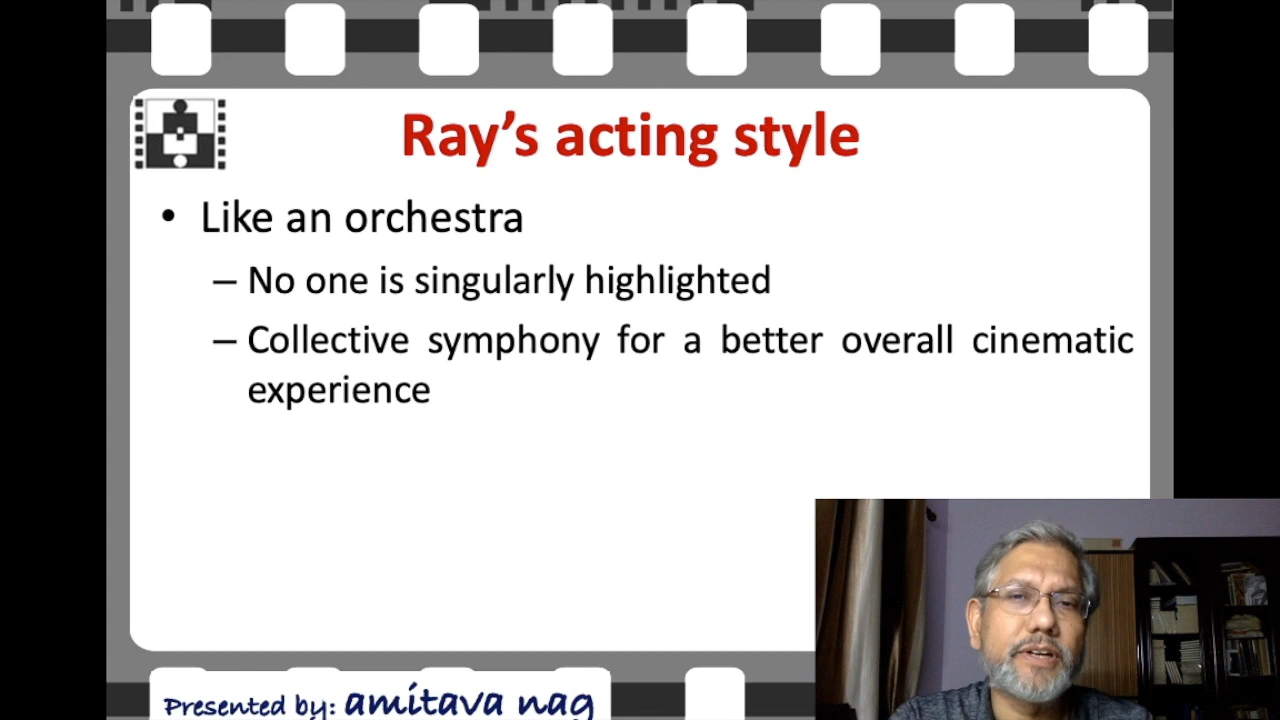 Ray's acting style
• Like an orchestra
– No one is singularly highlighted
– Collective symphony for a better overall cinematic
experience
Presented by: amitava nag